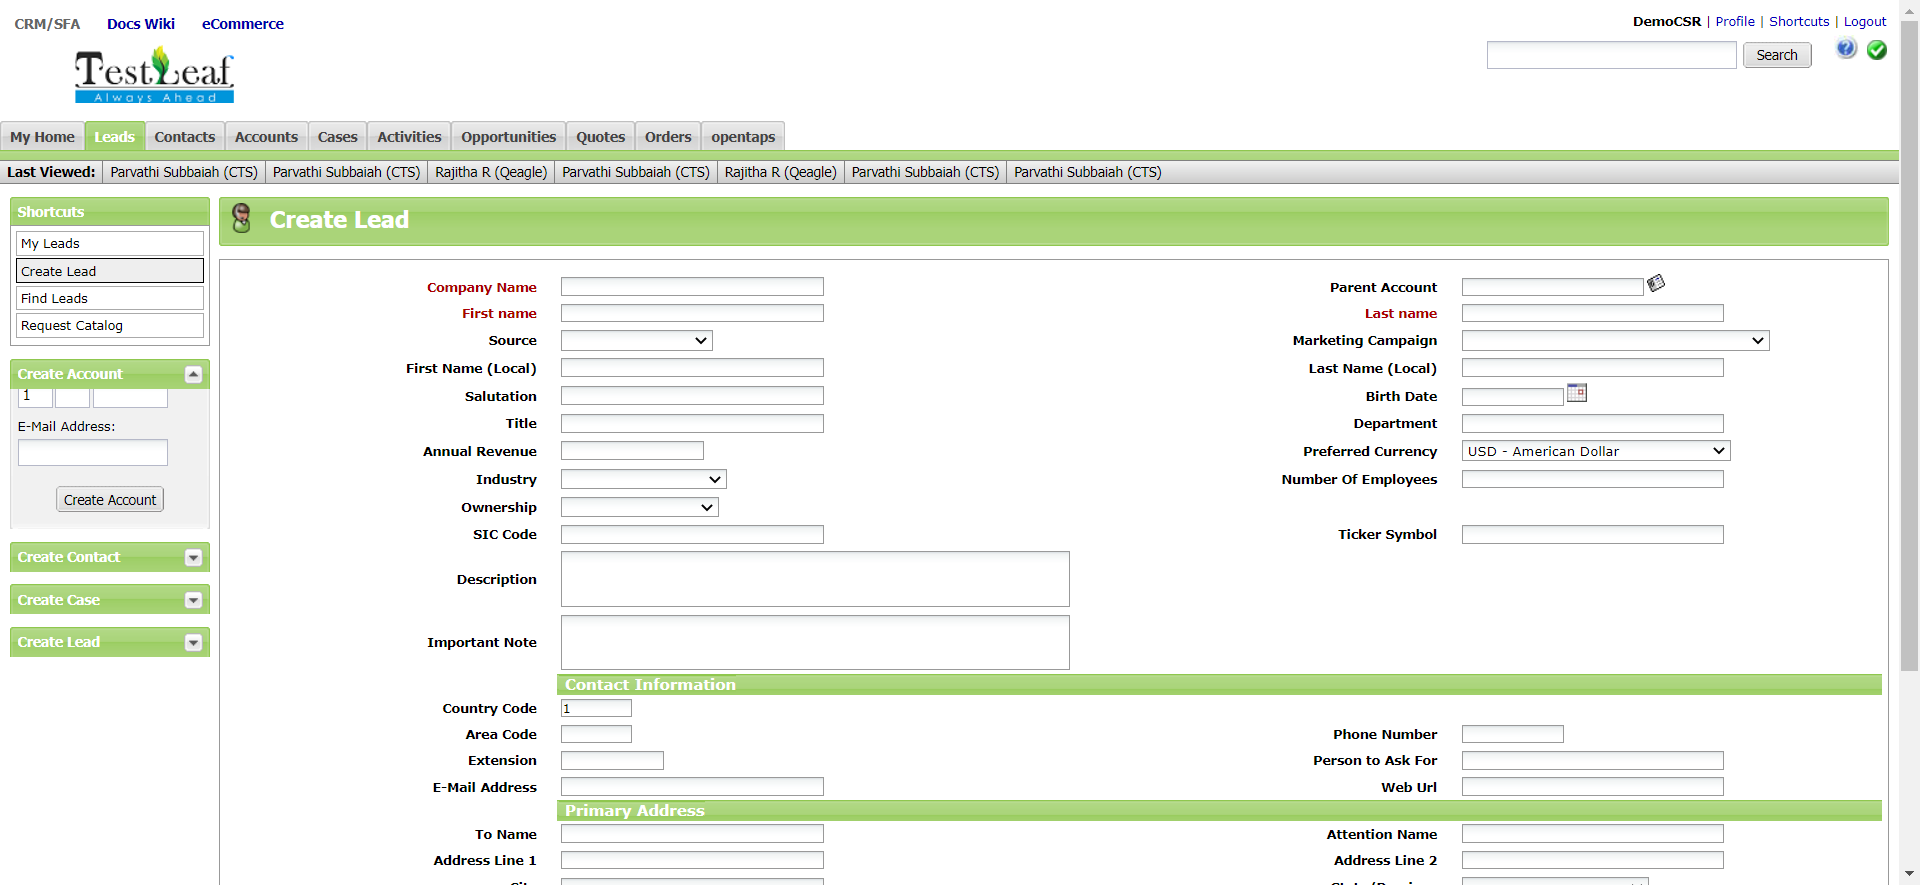 CRM/SFA Docs Wiki eCommerce
DemoCSR | Profile | Shortcuts | Logout
TestLeaf
Always Ahead
Search
My Home Leads Contacts Accounts Cases Activities Opportunities Quotes Orders opentaps
Last Viewed: Parvathi Subbaiah (CTS) Parvathi Subbaiah (CTS) Rajitha R (Qeagle) Parvathi Subbaiah (CTS) Rajitha R (Qeagle) Parvathi Subbaiah (CTS) Parvathi Subbaiah (CTS)
Shortcuts
My Leads
Create Lead
Find Leads
Request Catalog
Create Account
1
E-Mail Address:
Create Account
Create Contact
Create Case
Create Lead
Create Lead
Company Name Parent Account
First name Last name
Source Marketing Campaign
First Name (Local) Last Name (Local)
Salutation Birth Date
Title Department
Annual Revenue Preferred Currency USD - American Dollar
Industry Number Of Employees
Ownership
SIC Code Ticker Symbol
Description
Important Note
Contact Information
Country Code 1
Area Code Phone Number
Extension Person to Ask For
E-Mail Address Web Url
Primary Address
To Name Attention Name
Address Line 1 Address Line 2